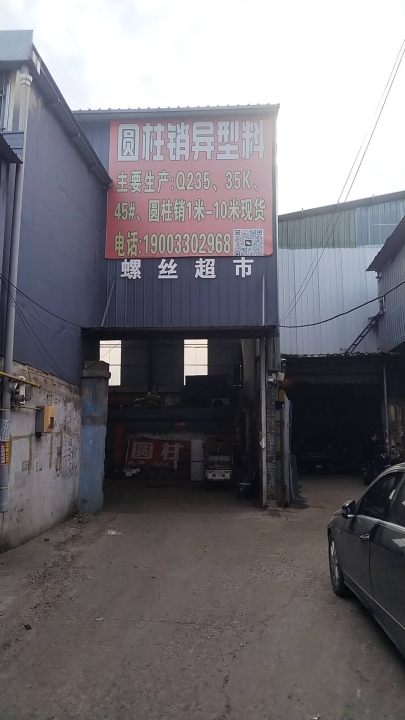 圆柱销异型料
主要生产:Q235、35K、
45#、圆柱销1米-10米现货
电话:19003302968
螺丝超市
圆柱